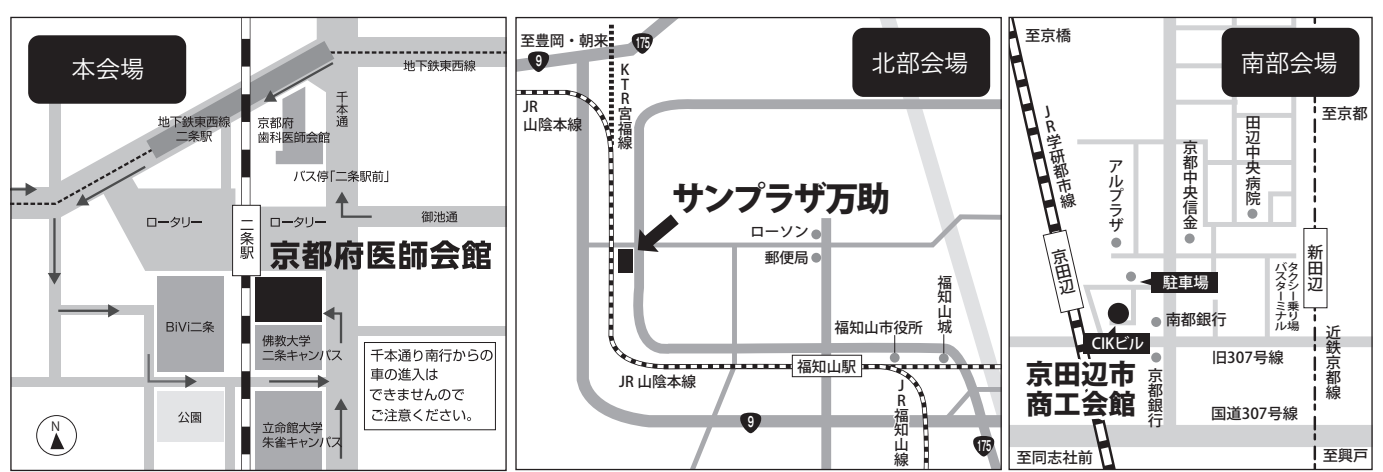 本会場
地下鉄東西線
千本通
地下鉄東西線
二条駅
京都府
歯科医師会館
バス停「二条駅前」
ロータリー
二条駅
ロータリー
御池通
京都府医師会館
BiVi二条
佛教大学
二条キャンパス
千本通り南行からの
車の進入は
できませんので
ご注意ください。
公園
立命館大学
朱雀キャンパス
N
至豊岡・朝来
175
9
北部会場
KTR宮福線
JR
山陰本線
サンプラザ万助
ローソン
郵便局
福知山城
福知山市役所
福知山駅
JR山陰本線
JR福知山線
9
175
至京橋
南部会場
至京都
JR学研都市線
アルプラザ
京都中央信金
田辺中央病院
京田辺
新田辺
駐車場
タクシー乗り場
バスターミナル
南都銀行
CIKビル
近鉄京都線
旧307号線
京田辺市
商工会館
京都銀行
国道307号線
至同志社前
至興戸